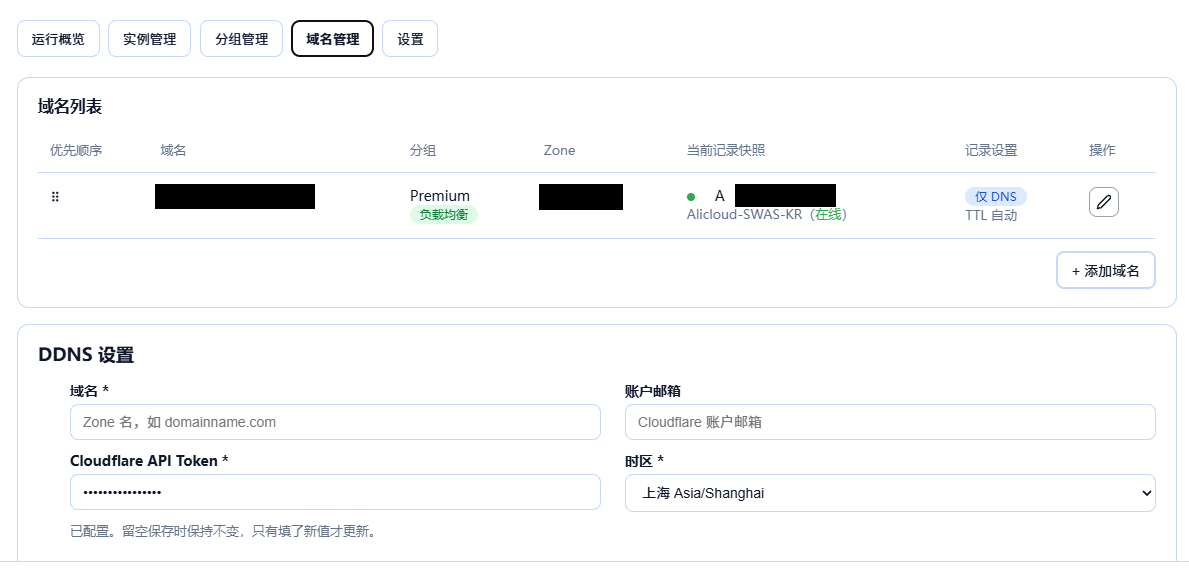 运行概览 实例管理 分组管理 域名管理 设置
域名列表
优先顺序 域名 分组 Zone 当前记录快照 记录设置 操作
Premium A 仅 DNS
负载均衡 Alicloud-SWAS-KR（在线） TTL 自动
+ 添加域名
DDNS 设置
域名 * 账户邮箱
Zone 名，如 domainname.com Cloudflare 账户邮箱
Cloudflare API Token * 时区 *
•••••••••••••••• 上海 Asia/Shanghai
已配置。留空保存时保持不变，只有填了新值才更新。